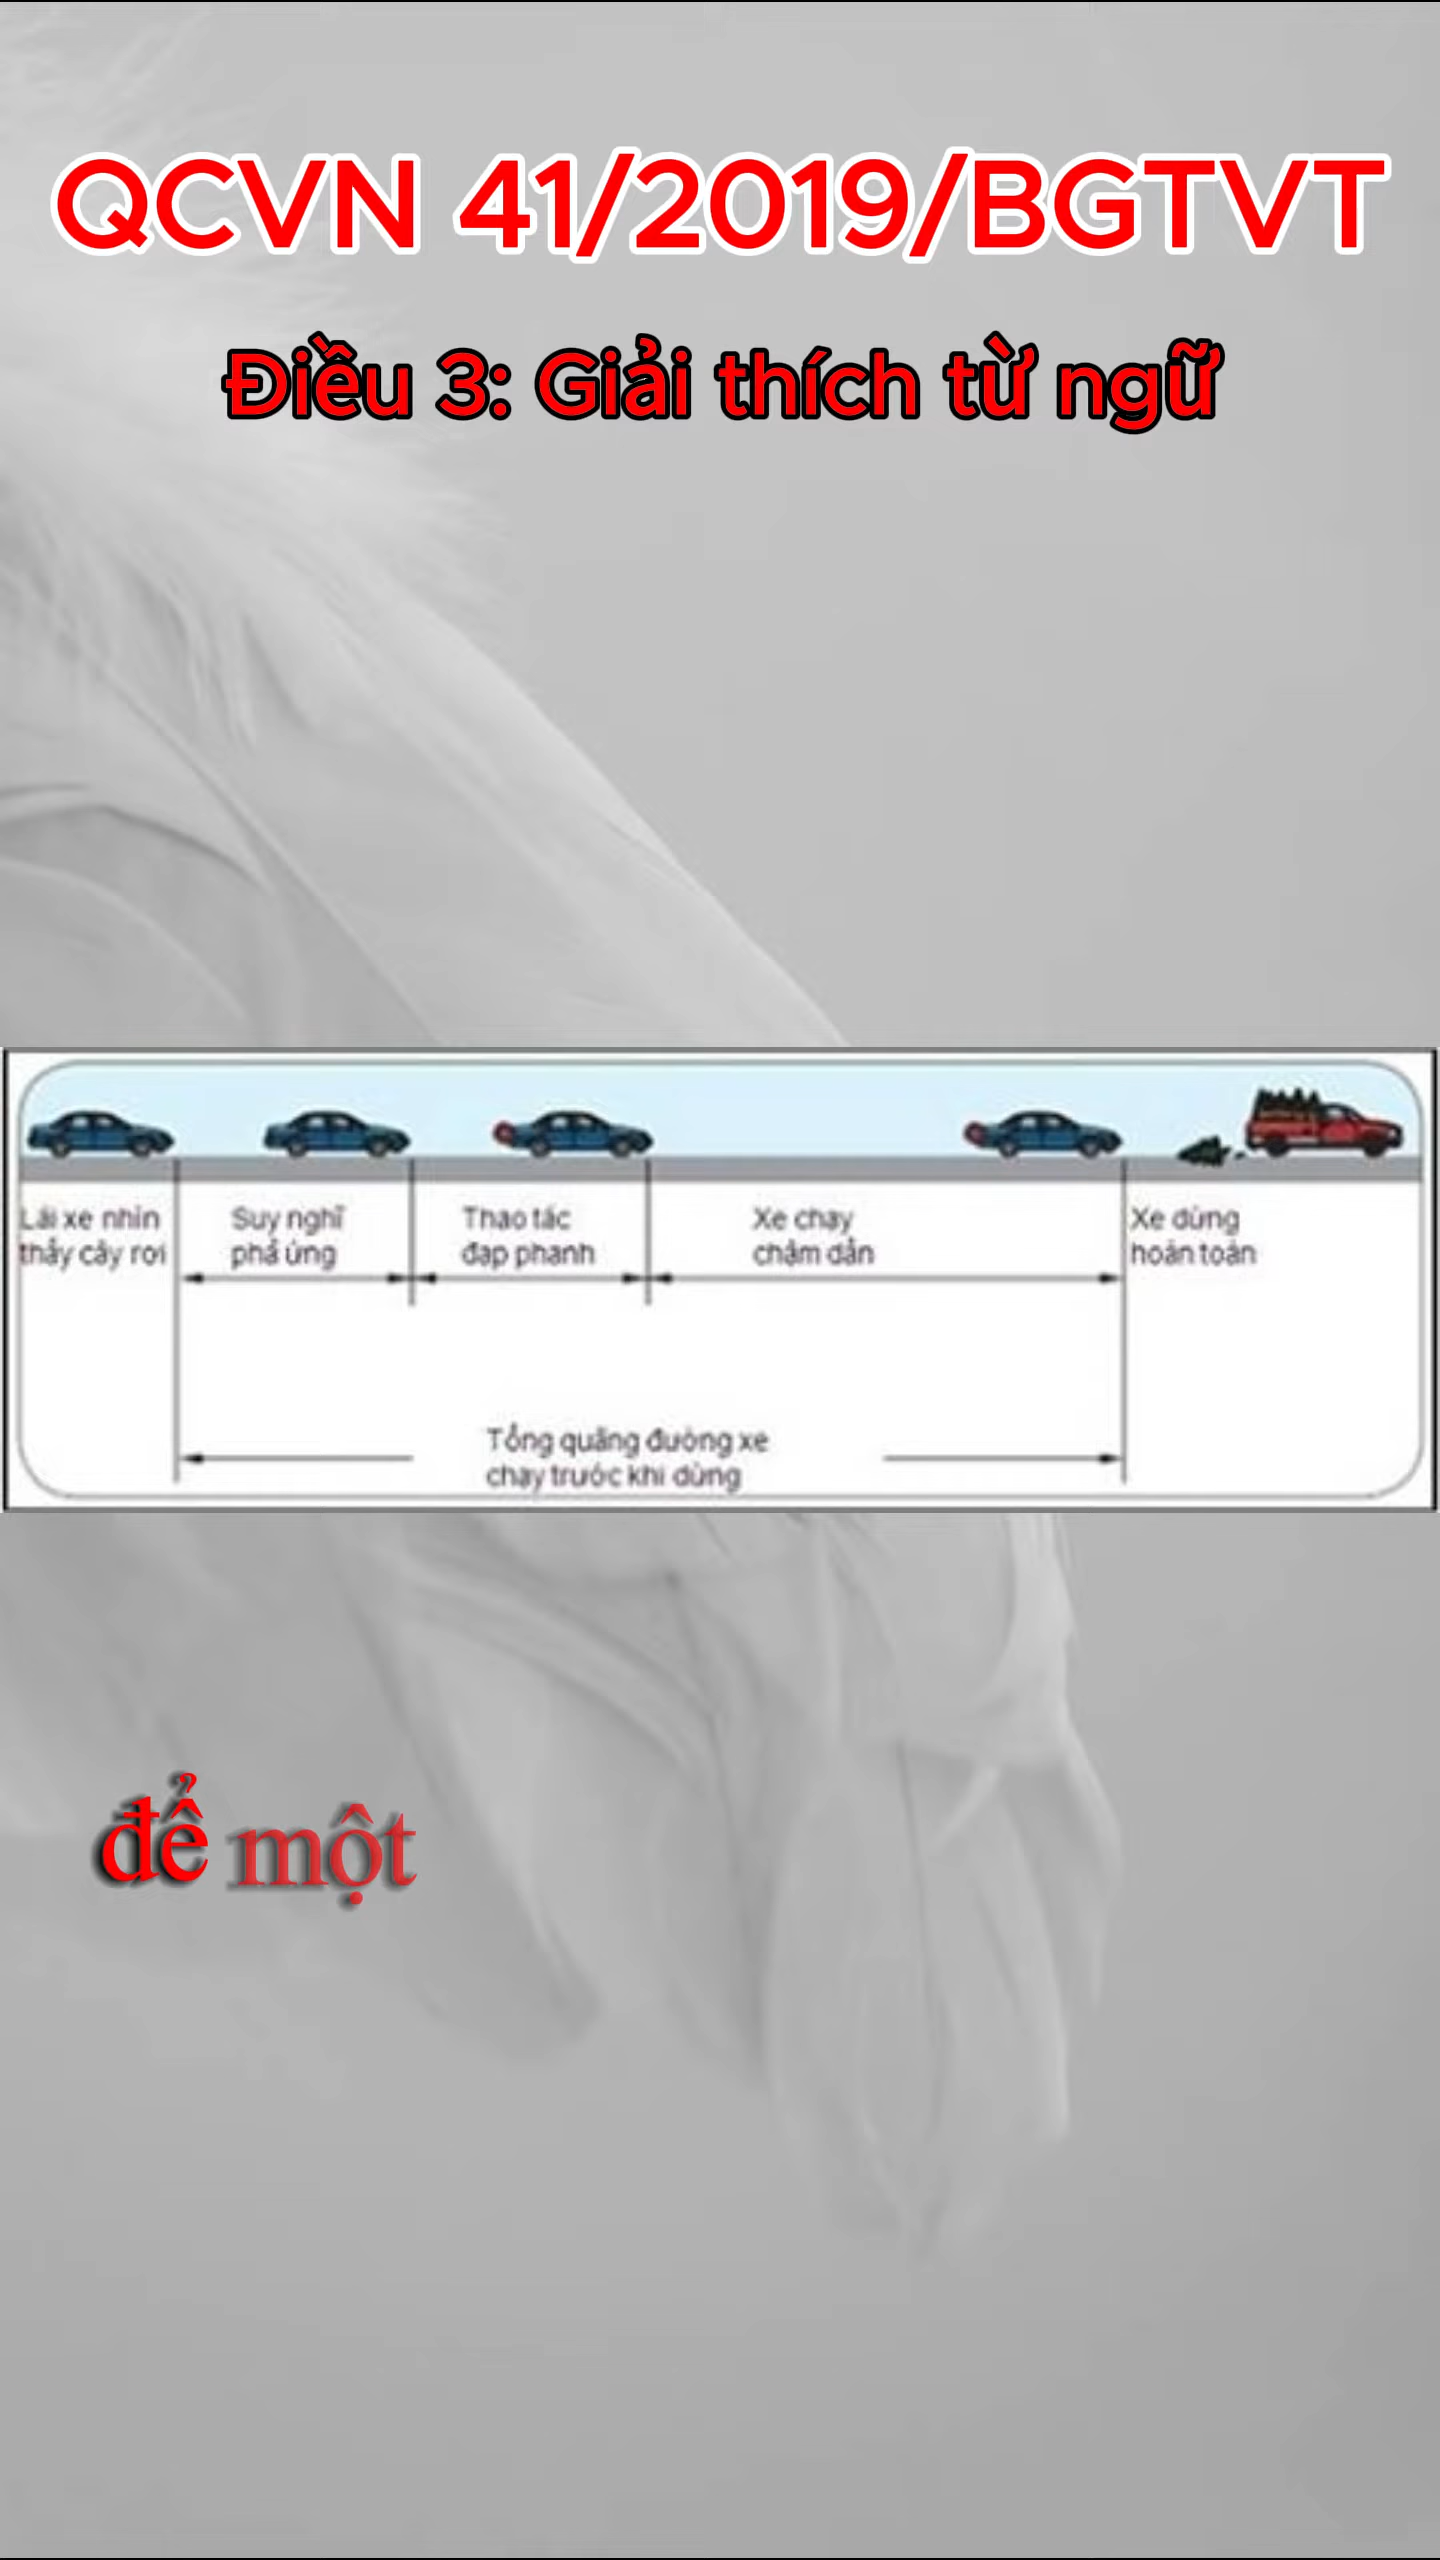 QCVN 41/2019/BGTVT
Điều 3: Giải thích từ ngữ
Lái xe nhìn
thấy cây rơi
Suy nghĩ
phả ứng
Thao tác
đạp phanh
Xe chạy
chậm dần
Xe dừng
hoàn toàn
Tổng quãng đường xe
chạy trước khi dừng
để một